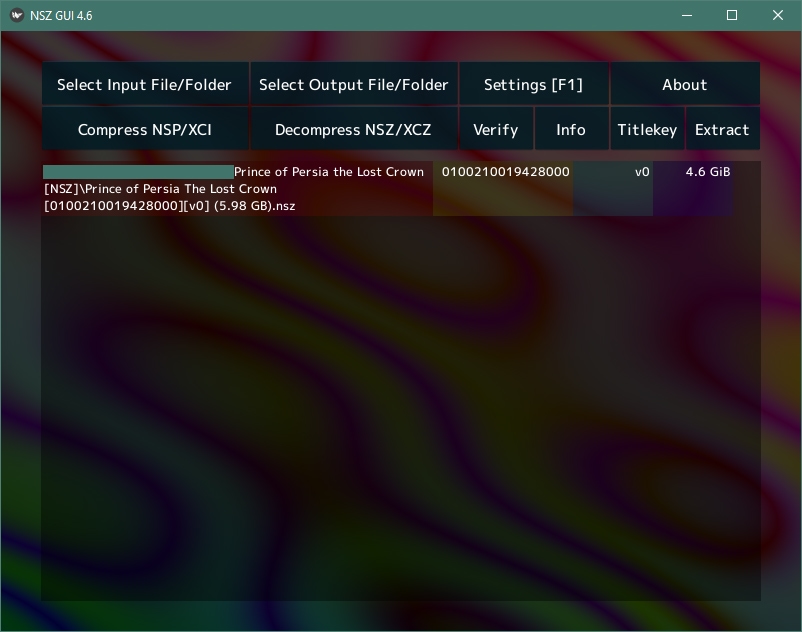 NSZ GUI 4.6
Select Input File/Folder Select Output File/Folder Settings [F1] About
Compress NSP/XCI Decompress NSZ/XCZ Verify Info Titlekey Extract
Prince of Persia the Lost Crown 0100210019428000 v0 4.6 GiB
[NSZ]\Prince of Persia The Lost Crown
[0100210019428000][v0] (5.98 GB).nsz